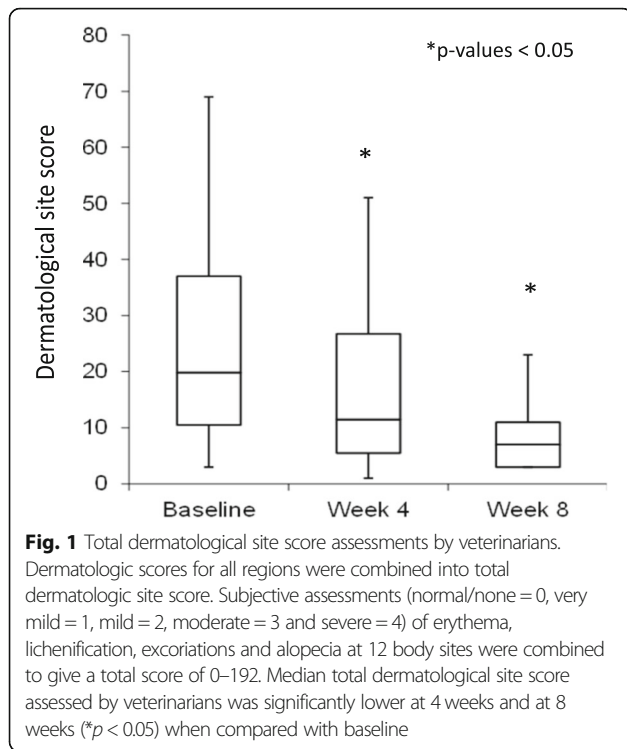 80
*p-values < 0.05
70
60
*
50
Dermatological site score
40
*
30
20
10
0
Baseline Week 4 Week 8
Fig. 1 Total dermatological site score assessments by veterinarians.
Dermatologic scores for all regions were combined into total
dermatologic site score. Subjective assessments (normal/none = 0, very
mild = 1, mild = 2, moderate = 3 and severe = 4) of erythema,
lichenification, excoriations and alopecia at 12 body sites were combined
to give a total score of 0–192. Median total dermatological site score
assessed by veterinarians was significantly lower at 4 weeks and at 8
weeks (*p < 0.05) when compared with baseline